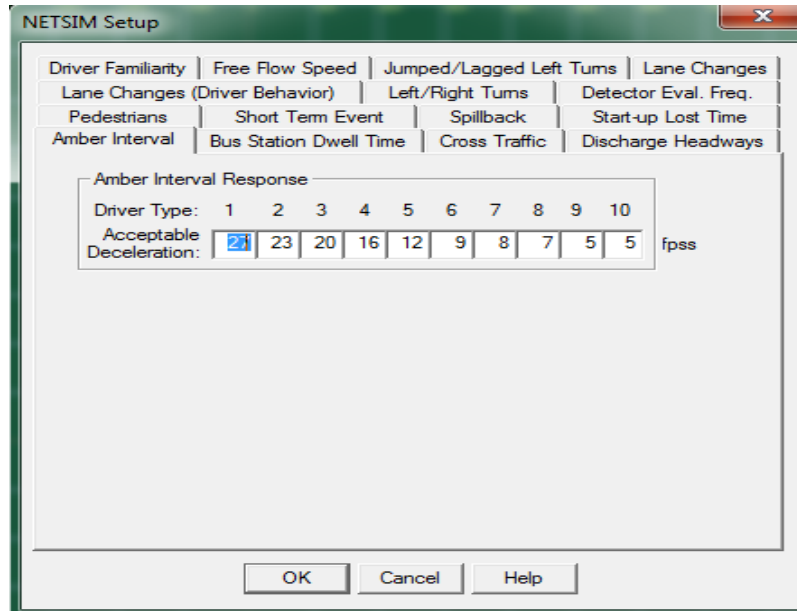 NETSIM Setup
Driver Familiarity Free Flow Speed Jumped/Lagged Left Turns Lane Changes
Lane Changes (Driver Behavior) Left/Right Turns Detector Eval. Freq.
Pedestrians Short Term Event Spillback Start-up Lost Time
Amber Interval Bus Station Dwell Time Cross Traffic Discharge Headways
Amber Interval Response
Driver Type: 1 2 3 4 5 6 7 8 9 10
Acceptable
Deceleration: 27 23 20 16 12 9 8 7 5 5 fpss
OK Cancel Help